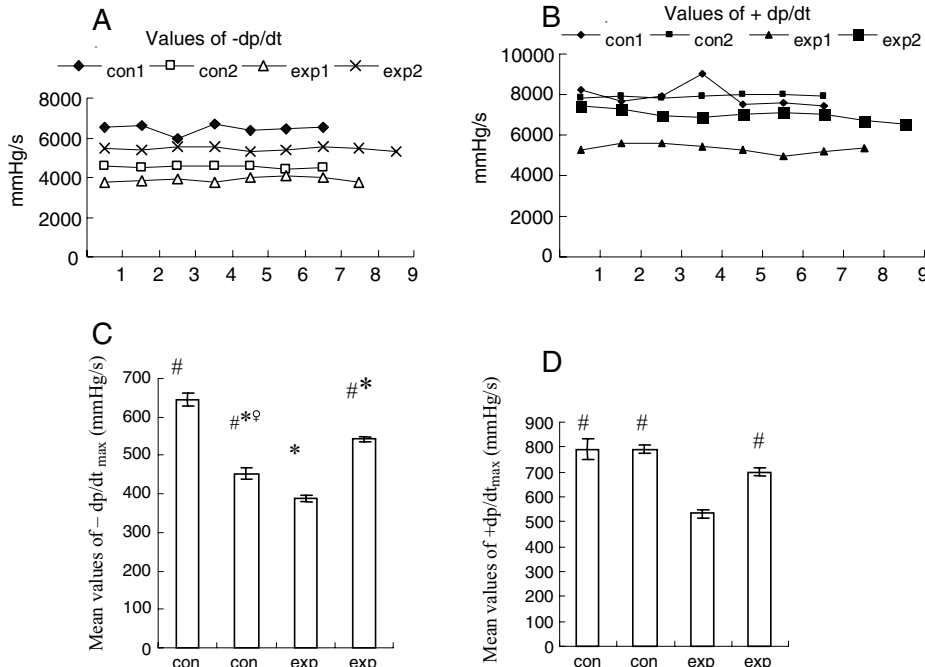 A
Values of -dp/dt
con1 con2 exp1 exp2
mmHg/s
8000
6000
4000
2000
0
1 2 3 4 5 6 7 8 9
B
Values of + dp/dt
con1 con2 exp1 exp2
mmHg/s
10000
8000
6000
4000
2000
0
1 2 3 4 5 6 7 8 9
C
Mean values of – dp/dt max (mmHg/s)
700
600
500
400
300
200
100
0
#
#*♀
*
#*
con con exp exp
D
Mean values of +dp/dtmax (mmHg/s)
900
800
700
600
500
400
300
200
100
0
#
#
#
con con exp exp